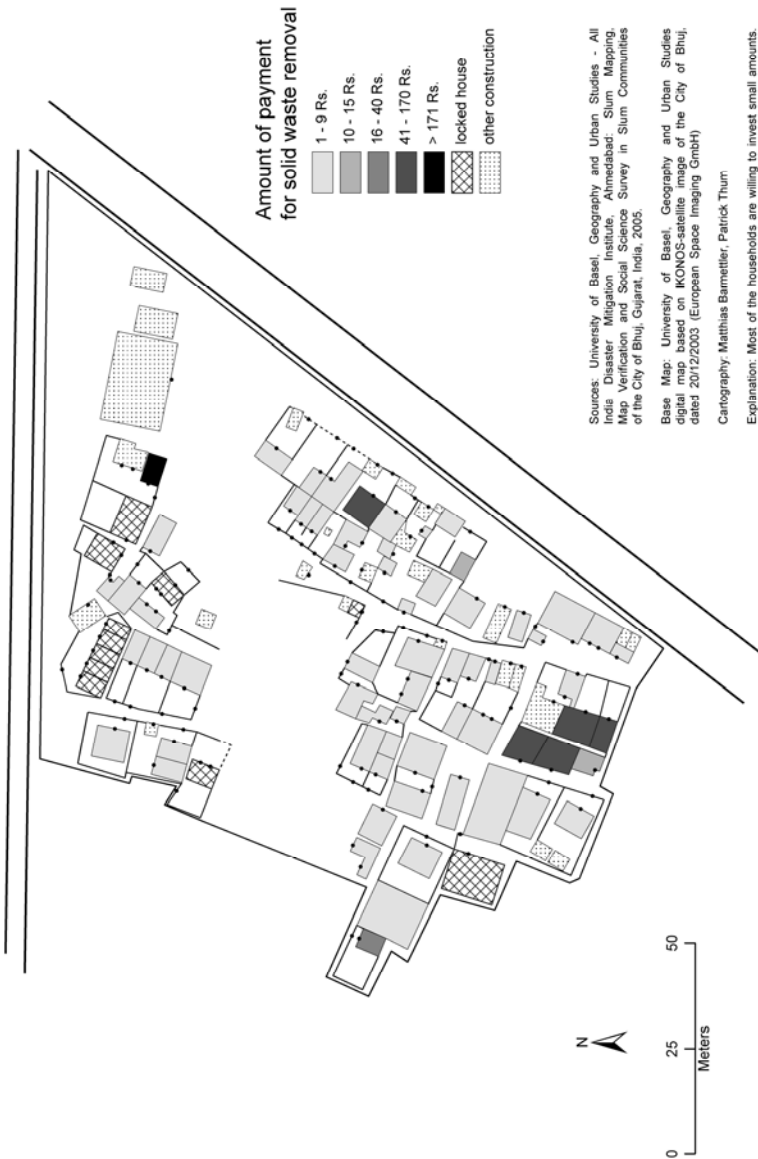 Amount of payment
for solid waste removal
1 - 9 Rs.
10 - 15 Rs.
16 - 40 Rs.
41 - 170 Rs.
> 171 Rs.
locked house
other construction
Sources: University of Basel, Geography and Urban Studies - All
India Disaster Mitigation Institute, Ahmedabad: Slum Mapping,
Map Verification and Social Science Survey in Slum Communities
of the City of Bhuj, Gujarat, India, 2005.
Base Map: University of Basel, Geography and Urban Studies
digital map based on IKONOS-satellite image of the City of Bhuj,
dated 20/12/2003 (European Space Imaging GmbH)
Cartography: Matthias Barmettler, Patrick Thum
Explanation: Most of the households are willing to invest small amounts.
N
0 25 50
Meters